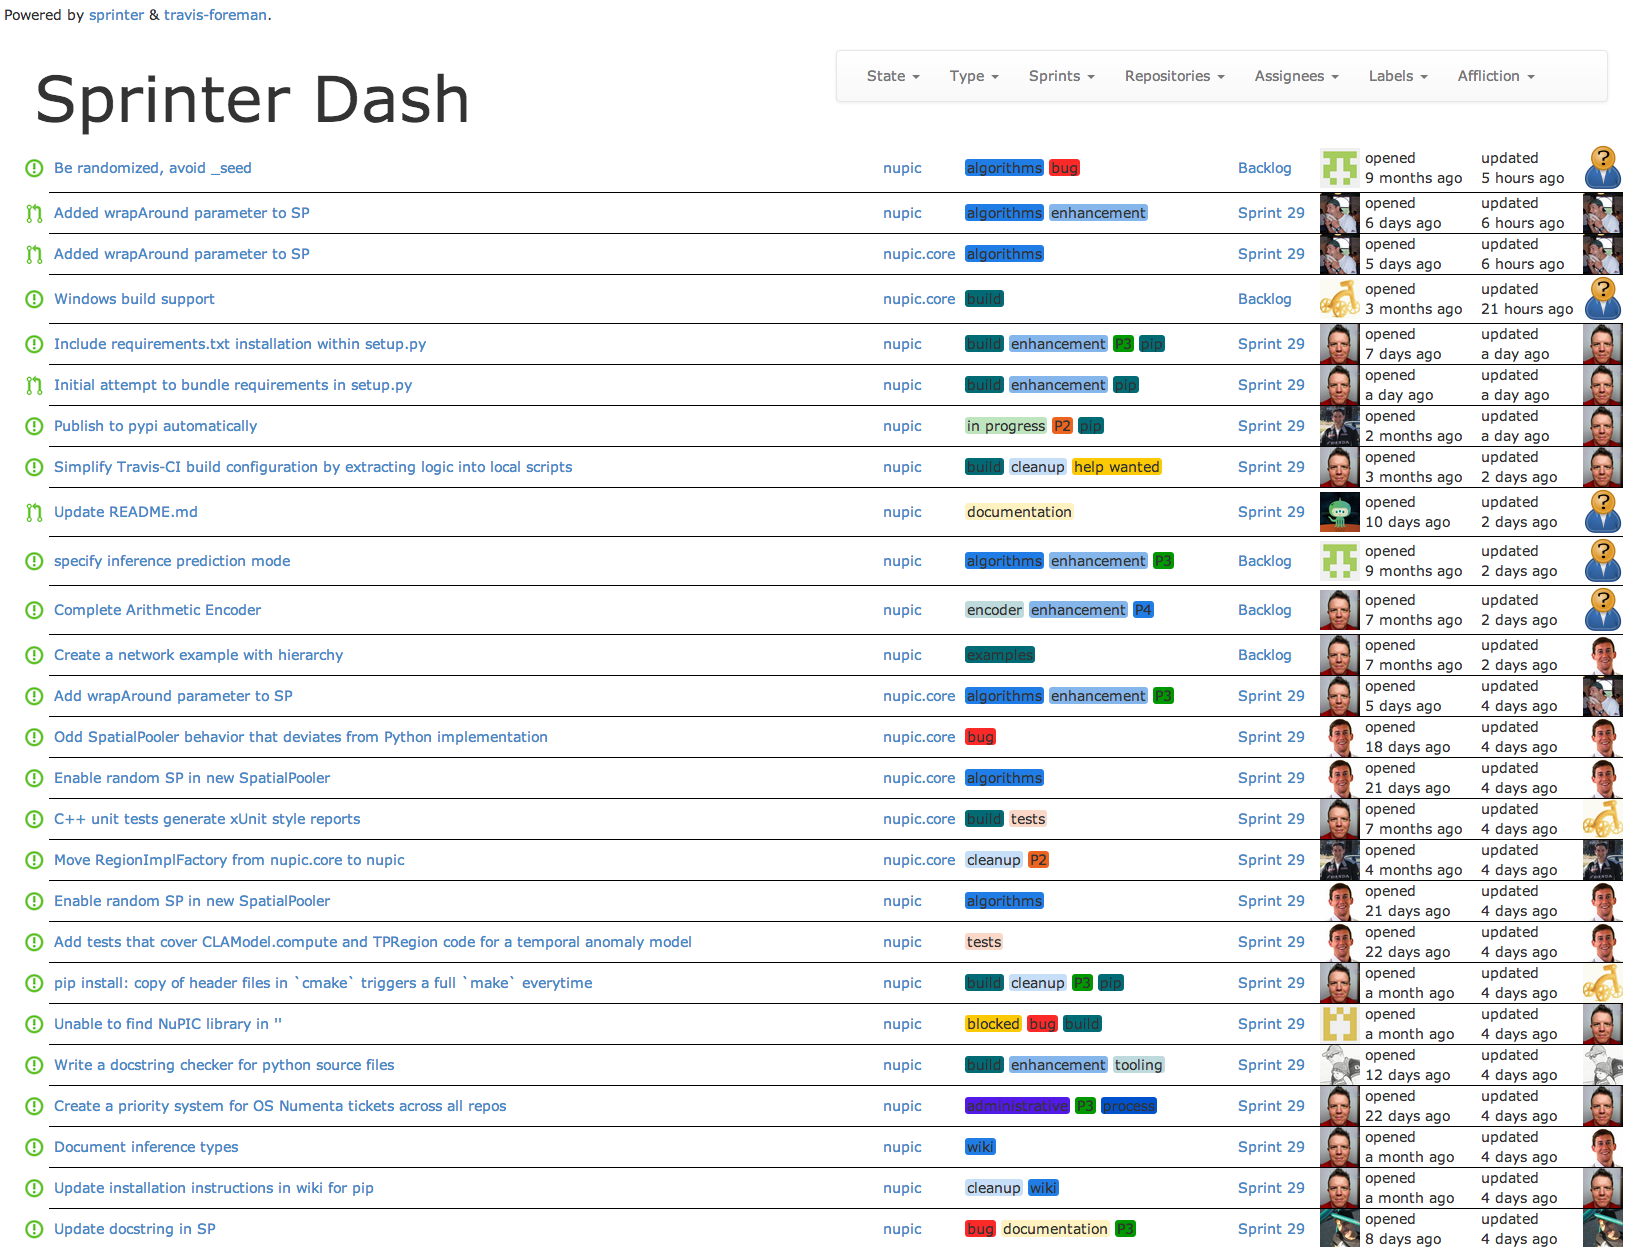 Powered by sprinter & travis-foreman.
State Type Sprints Repositories Assignees Labels Affliction
Sprinter Dash
Be randomized, avoid _seed nupic algorithms bug Backlog opened 9 months ago updated 5 hours ago
Added wrapAround parameter to SP nupic algorithms enhancement Sprint 29 opened 6 days ago updated 6 hours ago
Added wrapAround parameter to SP nupic.core algorithms Sprint 29 opened 5 days ago updated 6 hours ago
Windows build support nupic.core build Backlog opened 3 months ago updated 21 hours ago
Include requirements.txt installation within setup.py nupic build enhancement P3 pip Sprint 29 opened 7 days ago updated a day ago
Initial attempt to bundle requirements in setup.py nupic build enhancement pip Sprint 29 opened a day ago updated a day ago
Publish to pypi automatically nupic in progress P2 pip Sprint 29 opened 2 months ago updated a day ago
Simplify Travis-CI build configuration by extracting logic into local scripts nupic build cleanup help wanted Sprint 29 opened 3 months ago updated 2 days ago
Update README.md nupic documentation Sprint 29 opened 10 days ago updated 2 days ago
specify inference prediction mode nupic algorithms enhancement P3 Backlog opened 9 months ago updated 2 days ago
Complete Arithmetic Encoder nupic encoder enhancement P4 Backlog opened 7 months ago updated 2 days ago
Create a network example with hierarchy nupic examples Backlog opened 7 months ago updated 2 days ago
Add wrapAround parameter to SP nupic.core algorithms enhancement P3 Sprint 29 opened 5 days ago updated 4 days ago
Odd SpatialPooler behavior that deviates from Python implementation nupic.core bug Sprint 29 opened 18 days ago updated 4 days ago
Enable random SP in new SpatialPooler nupic.core algorithms Sprint 29 opened 21 days ago updated 4 days ago
C++ unit tests generate xUnit style reports nupic.core build tests Sprint 29 opened 7 months ago updated 4 days ago
Move RegionImplFactory from nupic.core to nupic nupic.core cleanup P2 Sprint 29 opened 4 months ago updated 4 days ago
Enable random SP in new SpatialPooler nupic algorithms Sprint 29 opened 21 days ago updated 4 days ago
Add tests that cover CLAModel.compute and TPRegion code for a temporal anomaly model nupic tests Sprint 29 opened 22 days ago updated 4 days ago
pip install: copy of header files in `cmake` triggers a full `make` everytime nupic build cleanup P3 pip Sprint 29 opened a month ago updated 4 days ago
Unable to find NuPIC library in '' nupic blocked bug build Sprint 29 opened a month ago updated 4 days ago
Write a docstring checker for python source files nupic build enhancement tooling Sprint 29 opened 12 days ago updated 4 days ago
Create a priority system for OS Numenta tickets across all repos nupic administrative P3 process Sprint 29 opened 22 days ago updated 4 days ago
Document inference types nupic wiki Sprint 29 opened a month ago updated 4 days ago
Update installation instructions in wiki for pip nupic cleanup wiki Sprint 29 opened a month ago updated 4 days ago
Update docstring in SP nupic bug documentation P3 Sprint 29 opened 8 days ago updated 4 days ago